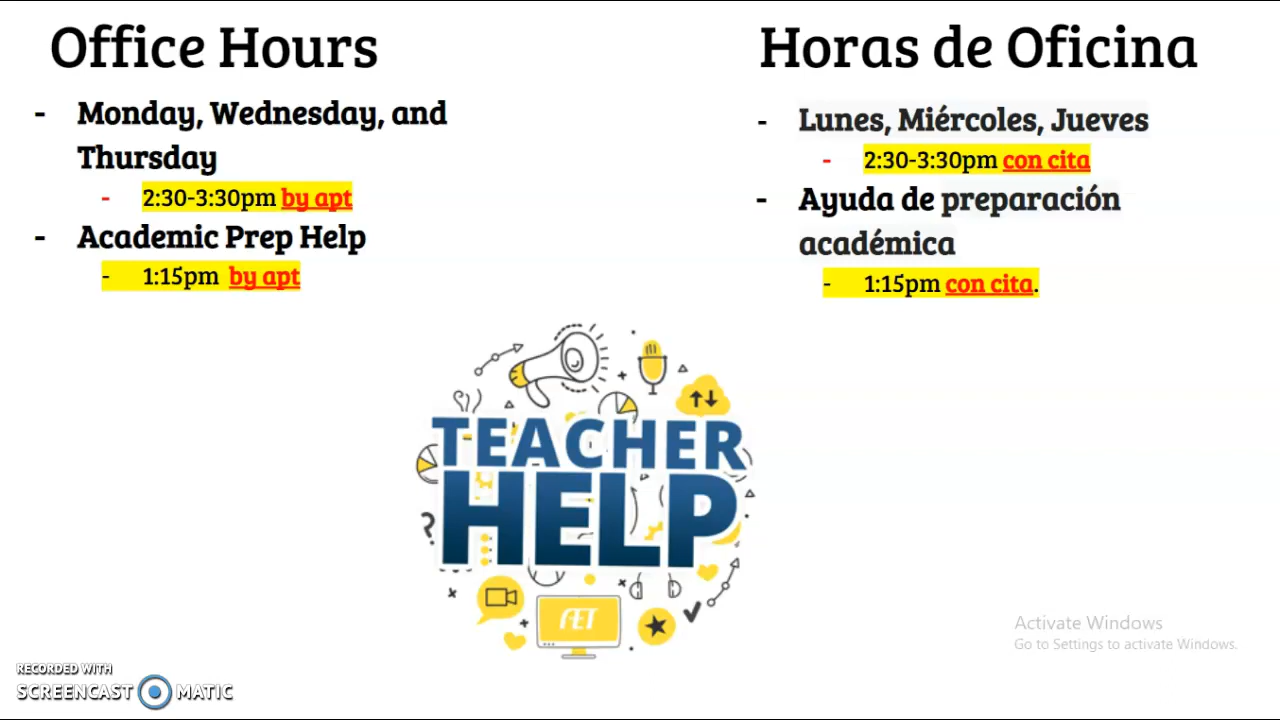 Office Hours
- Monday, Wednesday, and
Thursday
- 2:30-3:30pm by apt
- Academic Prep Help
- 1:15pm by apt
Horas de Oficina
- Lunes, Miércoles, Jueves
- 2:30-3:30pm con cita
- Ayuda de preparación
académica
- 1:15pm con cita.
TEACHER
HELP
?
ÆT
Activate Windows
Go to Settings to activate Windows.
RECORDED WITH
SCREENCAST MATIC